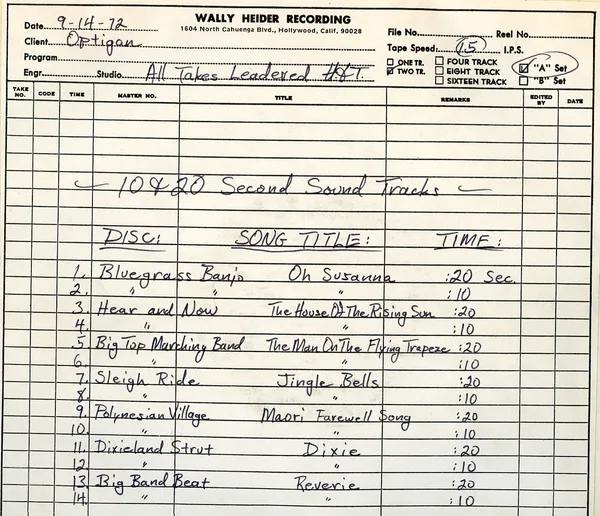 WALLY HEIDER RECORDING
1604 North Cahuenga Blvd., Hollywood, Calif. 90028
Date 9-14-72
File No. Reel No.
Client Optigan
Tape Speed: 15 I.P.S.
Program
☐ ONE TR. ☐ FOUR TRACK ☑ "A" Set
☑ TWO TR. ☐ EIGHT TRACK ☐ "B" Set
☐ SIXTEEN TRACK
Engr. Studio All Takes Leadered H&T.
TAKE NO. CODE TIME MASTER NO. TITLE REMARKS EDITED BY DATE
~ 10 & 20 Second Sound Tracks ~
DISC: SONG TITLE: TIME:
1. Bluegrass Banjo Oh Susanna :20 Sec.
2. " " " :10
3. Hear and Now The House Of The Rising Sun :20
4. " " :10
5. Big Top Marching Band The Man On The Flying Trapeze :20
6. " " :10
7. Sleigh Ride Jingle Bells :20
8. " " :10
9. Polynesian Village Maori Farewell Song :20
10. " " :10
11. Dixieland Strut Dixie :20
12. " " :10
13. Big Band Beat Reverie :20
14. " " :10